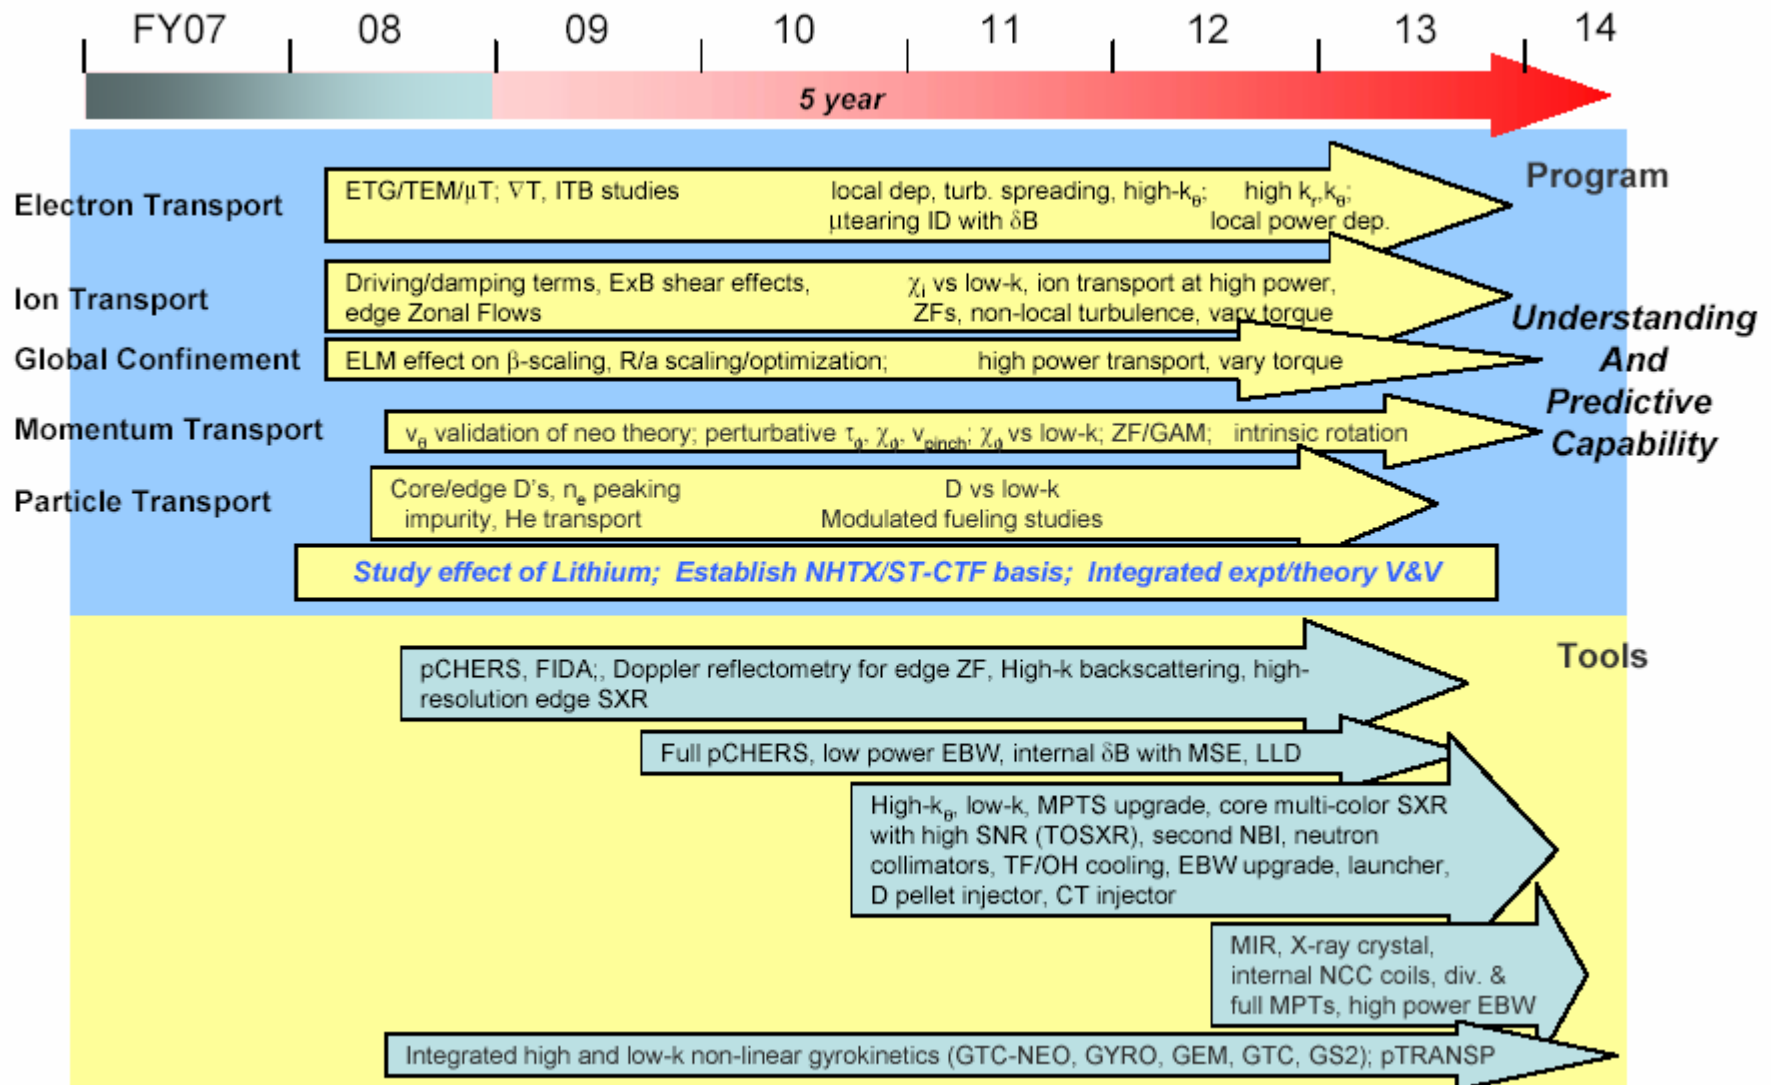 FY07 08 09 10 11 12 13 14
5 year
Program
Electron Transport
ETG/TEM/μT; ∇T, ITB studies
local dep, turb. spreading, high-kθ; high kr,kθ;
μtearing ID with δB local power dep.
Ion Transport
Driving/damping terms, ExB shear effects,
edge Zonal Flows
χi vs low-k, ion transport at high power,
ZFs, non-local turbulence, vary torque
Global Confinement
ELM effect on β-scaling, R/a scaling/optimization; high power transport, vary torque
Momentum Transport
vθ validation of neo theory; perturbative τϕ, χϕ, vpinch; χϕ vs low-k; ZF/GAM; intrinsic rotation
Particle Transport
Core/edge D's, ne peaking
impurity, He transport
D vs low-k
Modulated fueling studies
Understanding
And
Predictive
Capability
Study effect of Lithium; Establish NHTX/ST-CTF basis; Integrated expt/theory V&V
Tools
pCHERS, FIDA;, Doppler reflectometry for edge ZF, High-k backscattering, high-
resolution edge SXR
Full pCHERS, low power EBW, internal δB with MSE, LLD
High-kθ, low-k, MPTS upgrade, core multi-color SXR
with high SNR (TOSXR), second NBI, neutron
collimators, TF/OH cooling, EBW upgrade, launcher,
D pellet injector, CT injector
MIR, X-ray crystal,
internal NCC coils, div. &
full MPTs, high power EBW
Integrated high and low-k non-linear gyrokinetics (GTC-NEO, GYRO, GEM, GTC, GS2); pTRANSP